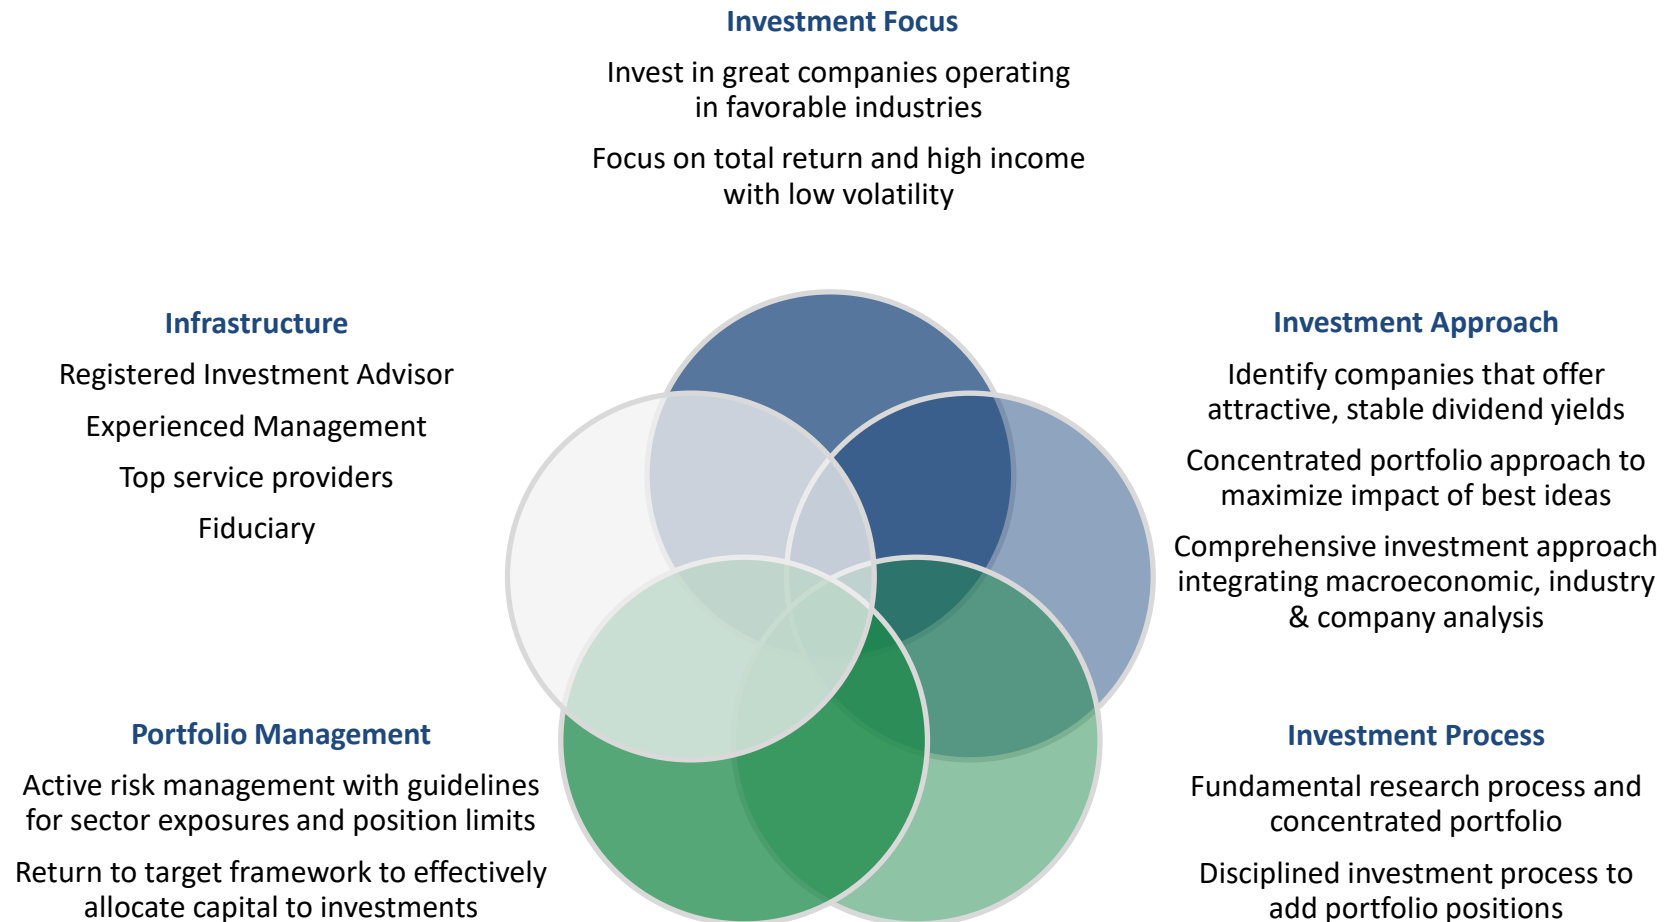 Investment Focus
Invest in great companies operating
in favorable industries
Focus on total return and high income
with low volatility
Infrastructure
Registered Investment Advisor
Experienced Management
Top service providers
Fiduciary
Investment Approach
Identify companies that offer
attractive, stable dividend yields
Concentrated portfolio approach to
maximize impact of best ideas
Comprehensive investment approach
integrating macroeconomic, industry
& company analysis
Portfolio Management
Active risk management with guidelines
for sector exposures and position limits
Return to target framework to effectively
allocate capital to investments
Investment Process
Fundamental research process and
concentrated portfolio
Disciplined investment process to
add portfolio positions